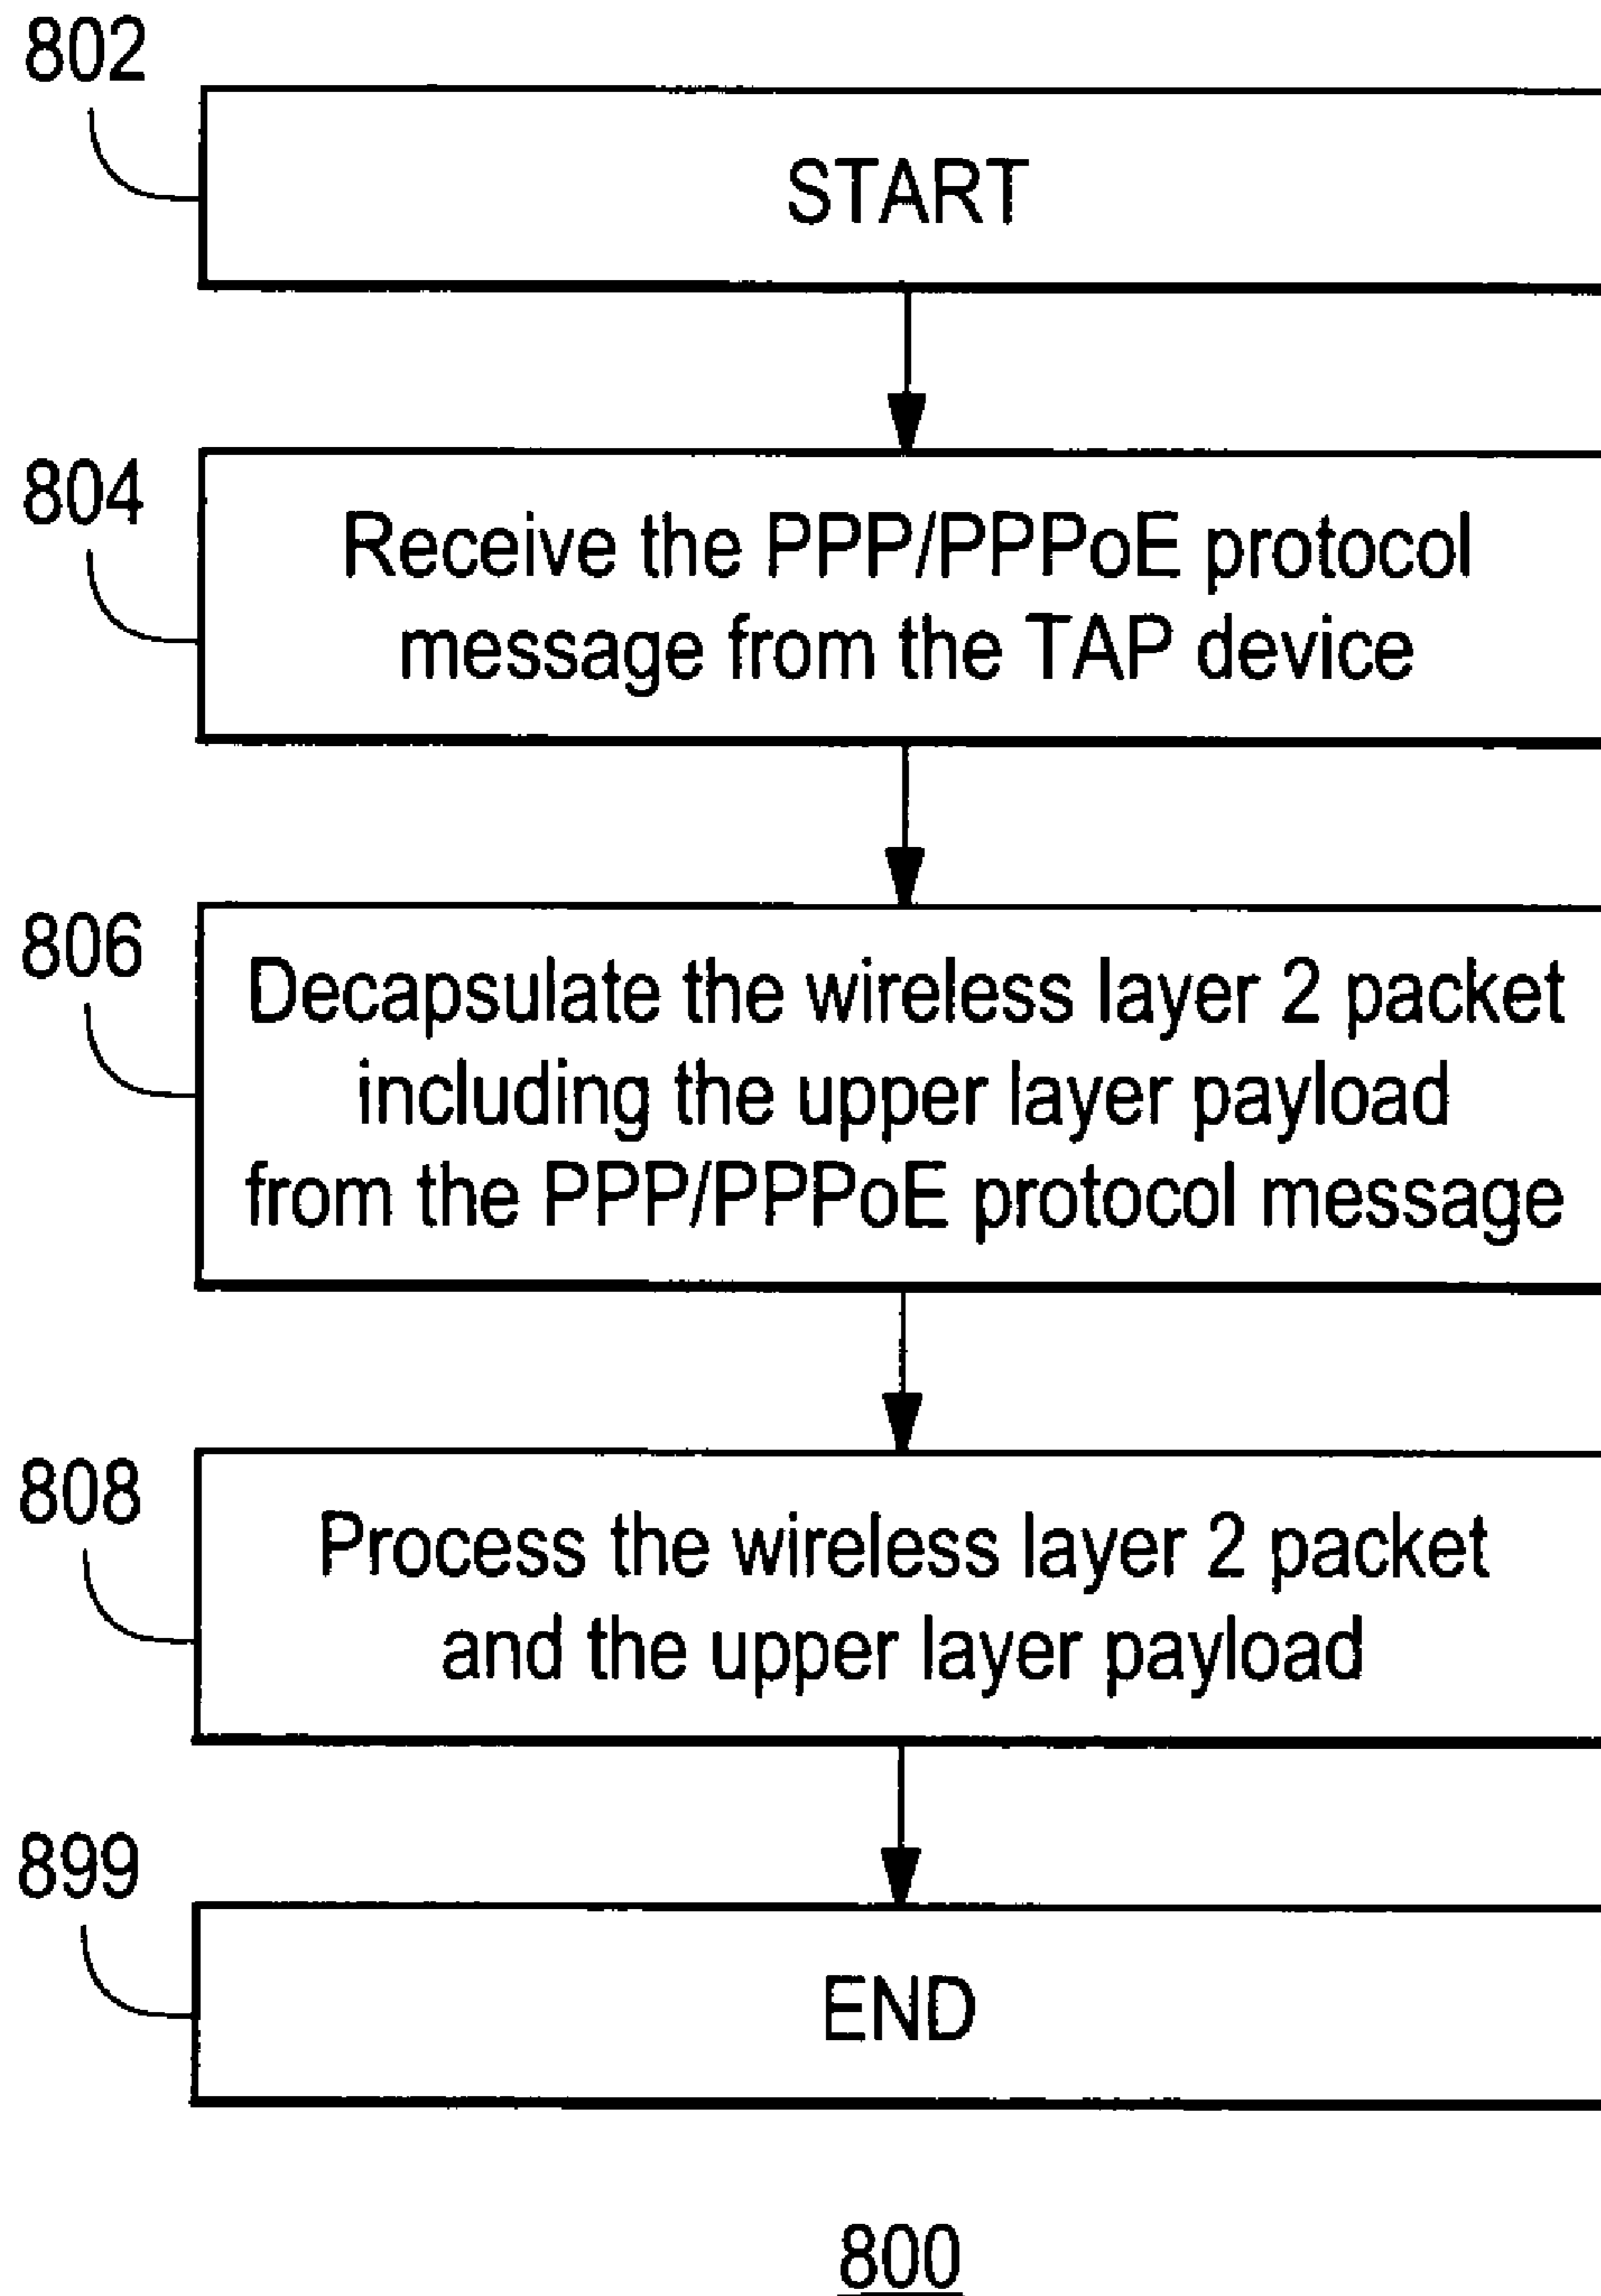 802
START
804
Receive the PPP/PPPoE protocol
message from the TAP device
806
Decapsulate the wireless layer 2 packet
including the upper layer payload
from the PPP/PPPoE protocol message
808
Process the wireless layer 2 packet
and the upper layer payload
899
END
800